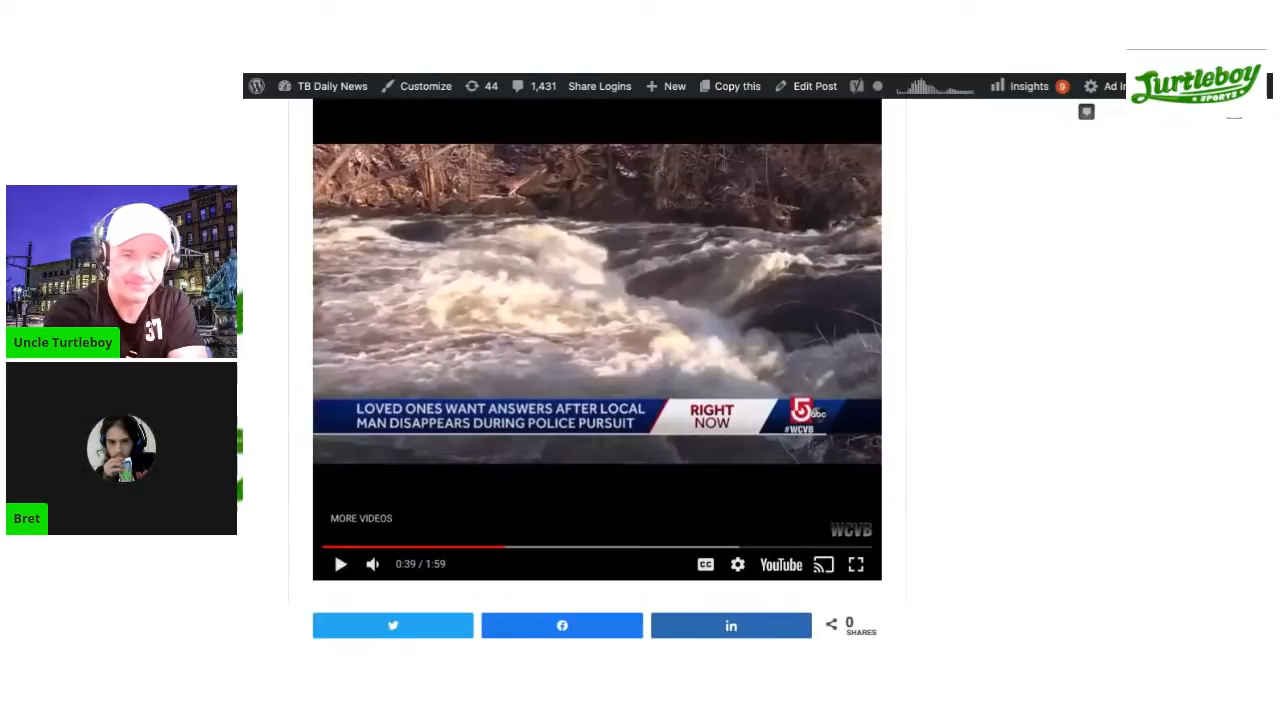 TB Daily News
Customize
44
1,431
Share Logins
New
Copy this
Edit Post
Insights
9
Turtleboy
SPORTS
37
Uncle Turtleboy
Bret
LOVED ONES WANT ANSWERS AFTER LOCAL
MAN DISAPPEARS DURING POLICE PURSUIT
RIGHT
NOW
5 abc
#WCVB
MORE VIDEOS
WCVB
0:39 / 1:59
CC
YouTube
in
0
SHARES